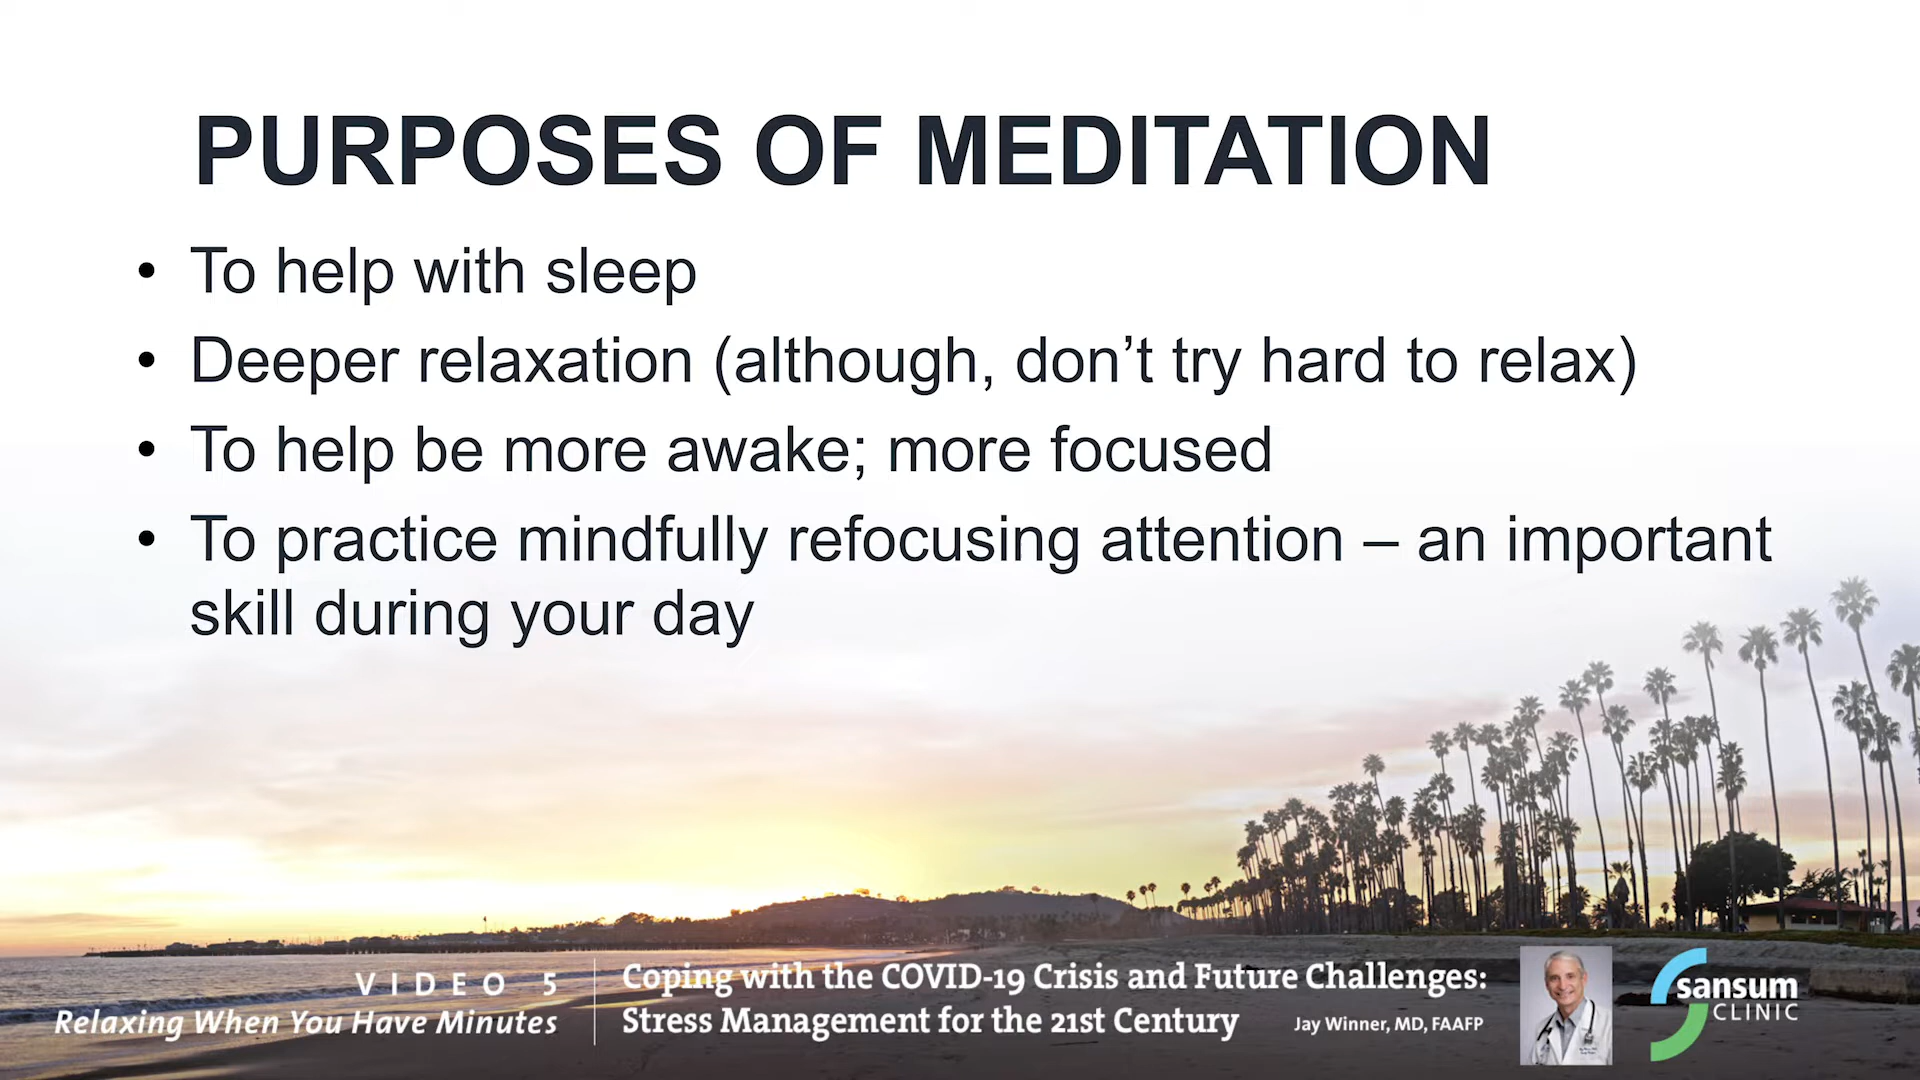 PURPOSES OF MEDITATION
• To help with sleep
• Deeper relaxation (although, don’t try hard to relax)
• To help be more awake; more focused
• To practice mindfully refocusing attention – an important
skill during your day
VIDEO 5
Relaxing When You Have Minutes
Coping with the COVID-19 Crisis and Future Challenges:
Stress Management for the 21st Century
Jay Winner, MD, FAAFP
sansum
CLINIC